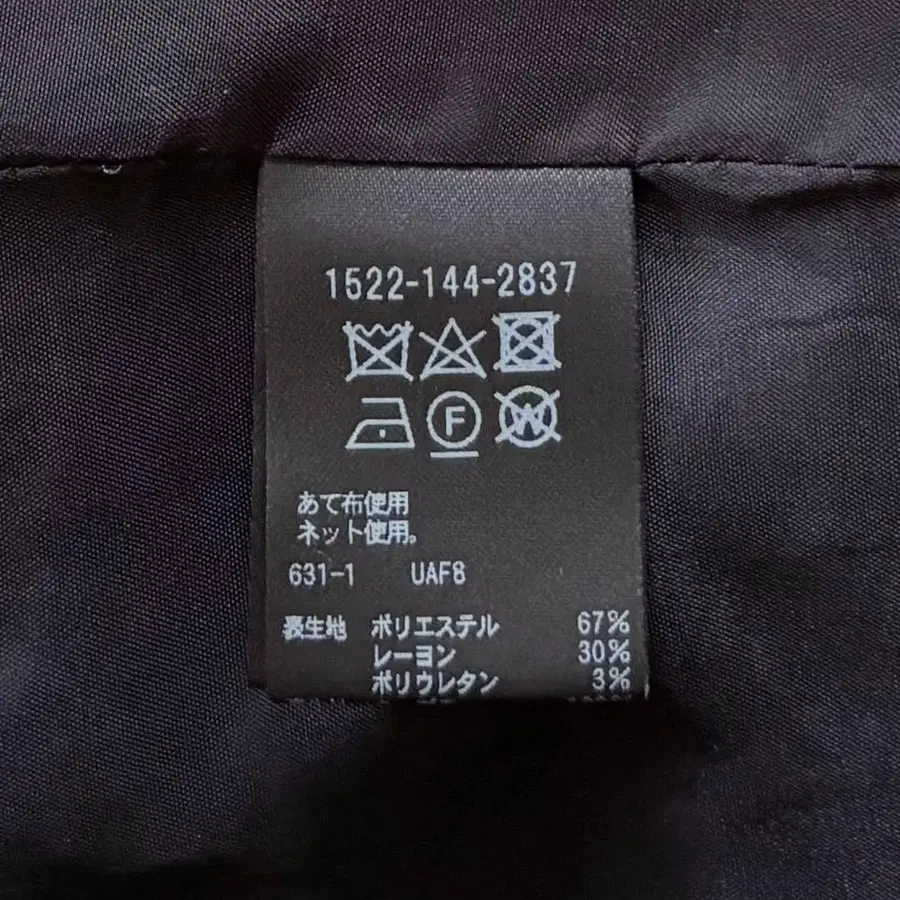 1522-144-2837
F W
あて布使用
ネット使用。
631-1 UAF8
表生地 ポリエステル 67%
レーヨン 30%
ポリウレタン 3%